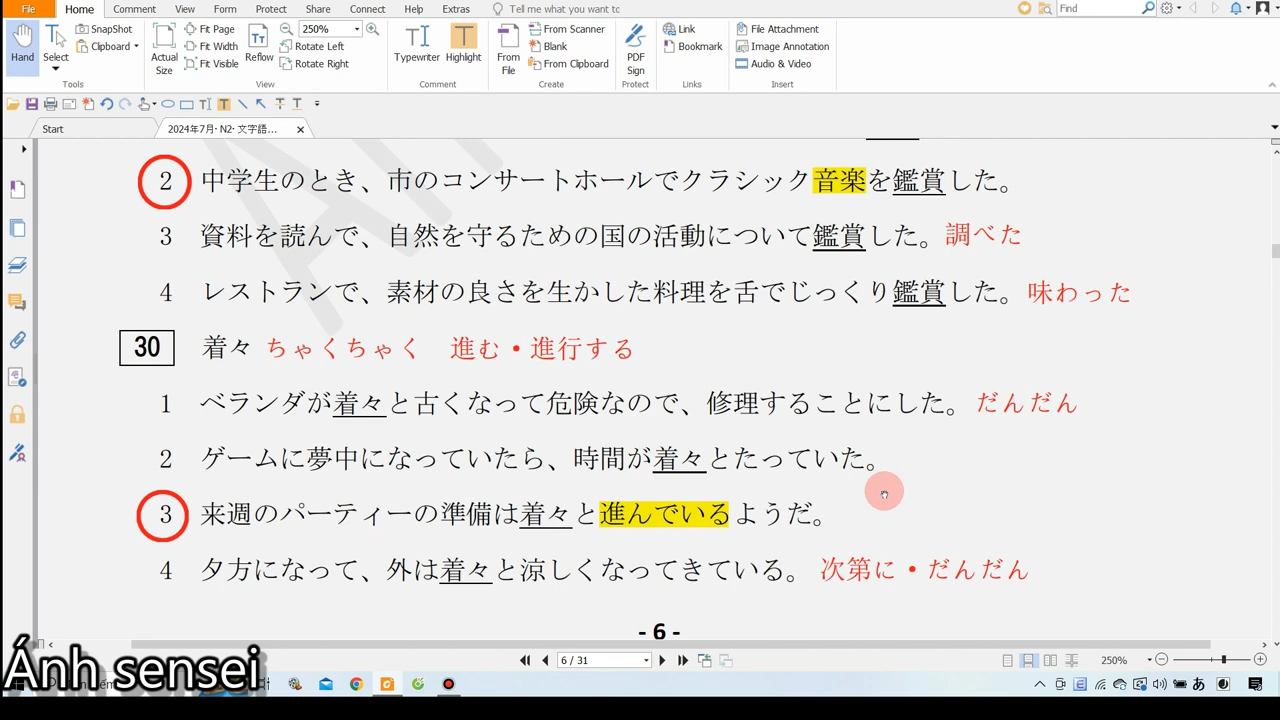 File Home Comment View Form Protect Share Connect Help Extras Tell me what you want to Find
SnapShot Fit Page 250% From Scanner Link File Attachment
Clipboard Fit Width Rotate Left Blank Bookmark Image Annotation
Hand Select Actual Size Fit Visible Reflow Rotate Right Typewriter Highlight From File From Clipboard PDF Sign Audio & Video
Tools View Comment Create Protect Links Insert
Start 2024年7月· N2· 文字語...
2 中学生のとき、市のコンサートホールでクラシック音楽を鑑賞した。
3 資料を読んで、自然を守るための国の活動について鑑賞した。調べた
4 レストランで、素材の良さを生かした料理を舌でじっくり鑑賞した。味わった
30 着々 ちゃくちゃく 進む・進行する
1 ベランダが着々と古くなって危険なので、修理することにした。だんだん
2 ゲームに夢中になっていたら、時間が着々とたっていた。
3 来週のパーティーの準備は着々と進んでいるようだ。
4 夕方になって、外は着々と涼しくなってきている。次第に・だんだん
- 6 -
6 / 31 250%
Ánh sensei